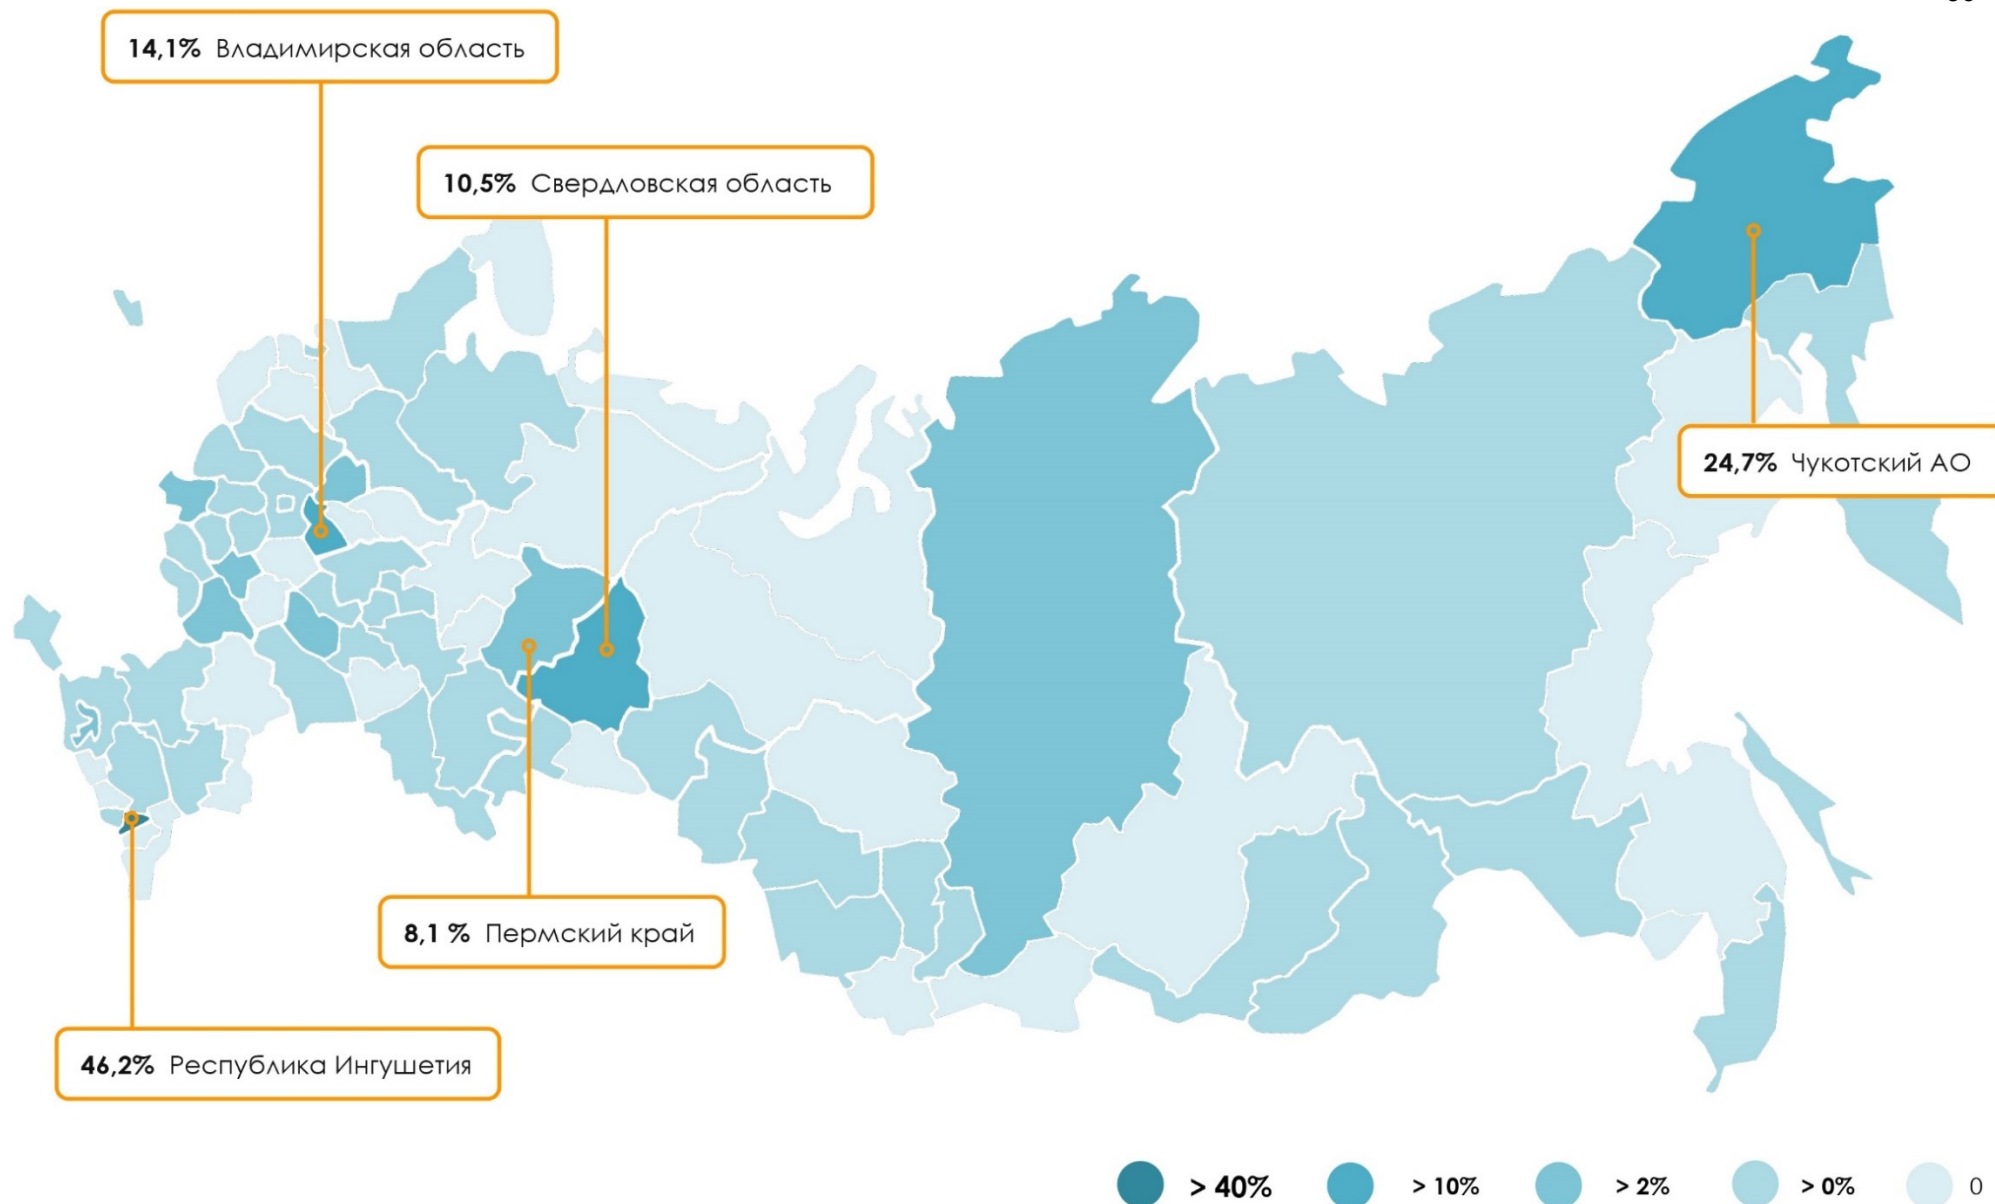 14,1% Владимирская область
10,5% Свердловская область
24,7% Чукотский АО
8,1 % Пермский край
46,2% Республика Ингушетия
> 40% > 10% > 2% > 0% 0